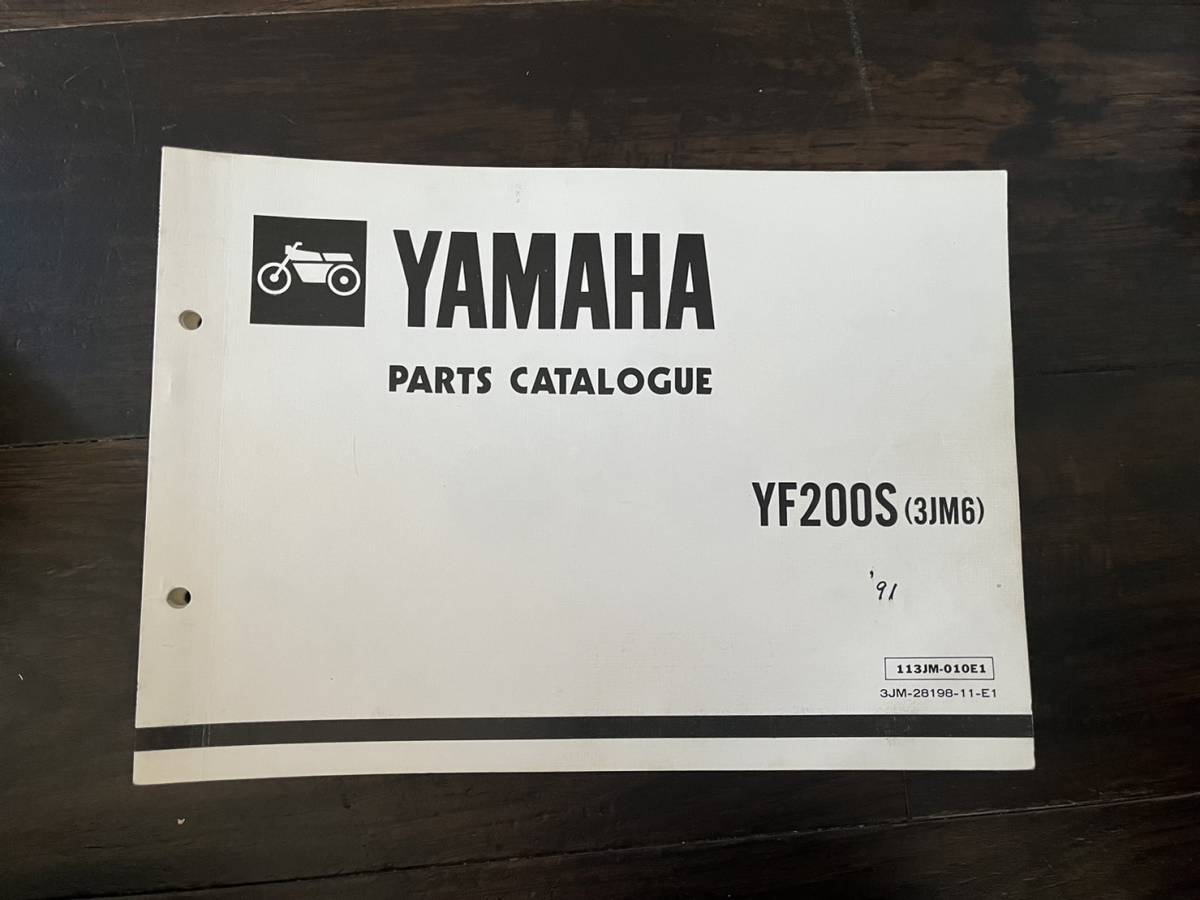 YAMAHA
PARTS CATALOGUE
YF200S (3JM6)
'91
113JM-010E1
3JM-28198-11-E1